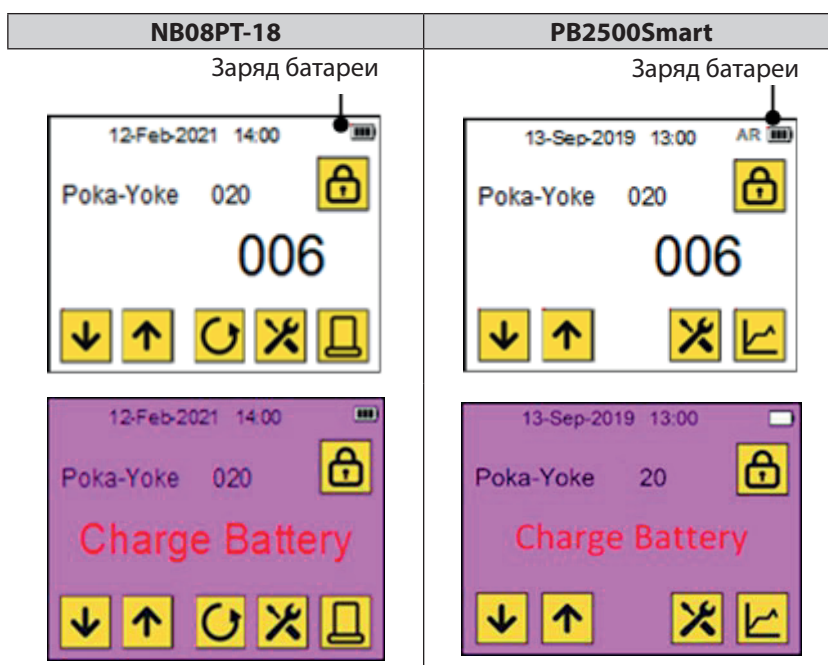 NB08PT-18
PB2500Smart
Заряд батареи
12-Feb-2021 14:00
Poka-Yoke 020
006
Заряд батареи
13-Sep-2019 13:00 AR
Poka-Yoke 020
006
12-Feb-2021 14:00
Poka-Yoke 020
Charge Battery
13-Sep-2019 13:00
Poka-Yoke 20
Charge Battery